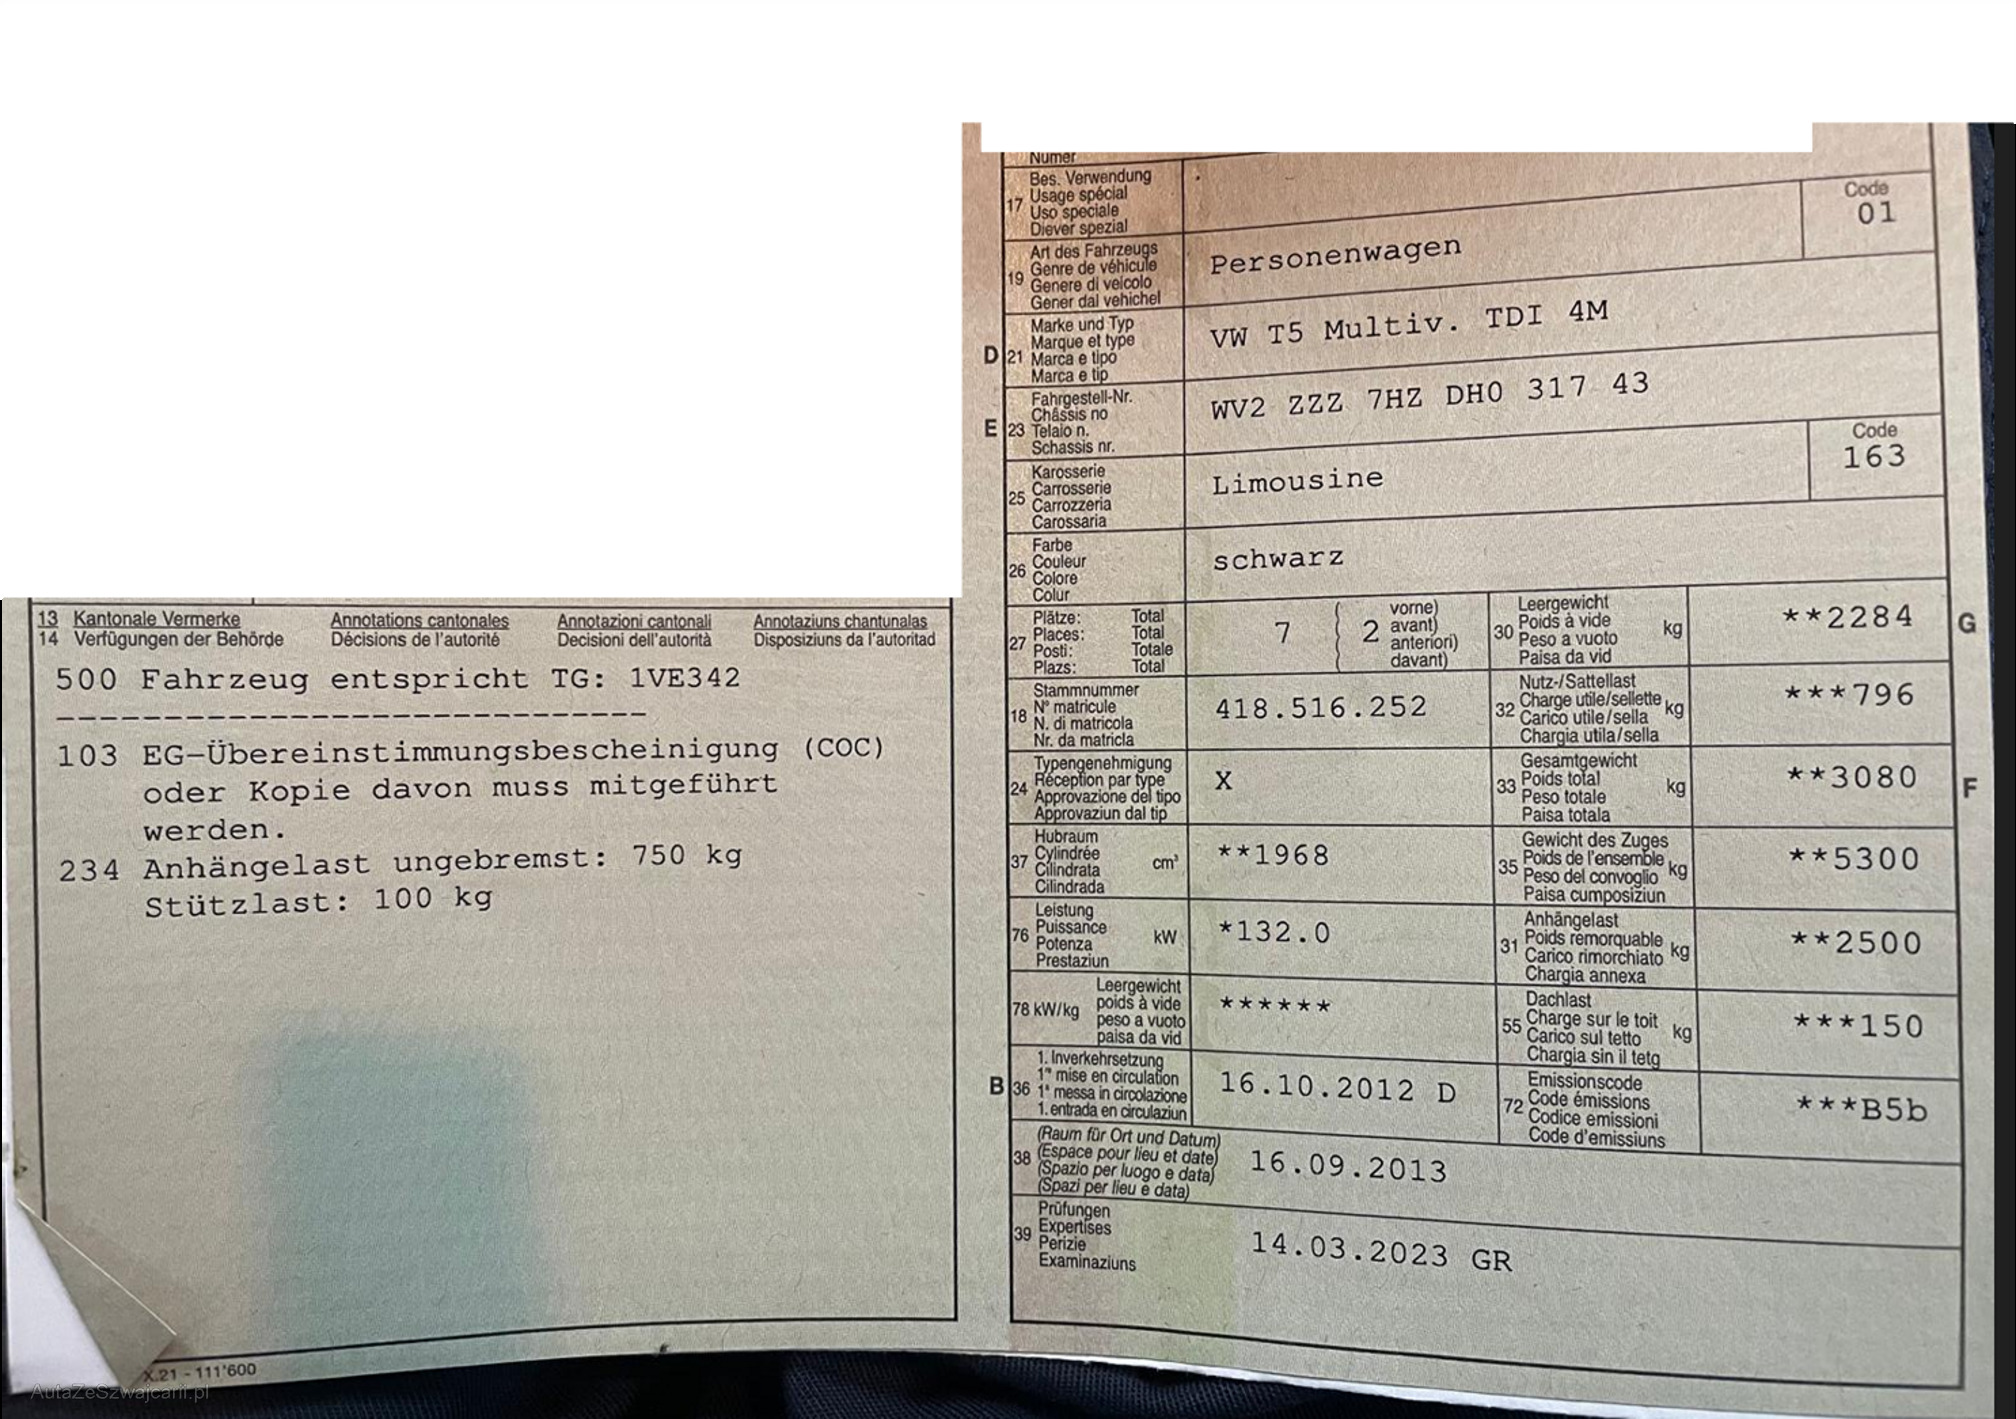 13 Kantonale Vermerke Annotations cantonales Annotazioni cantonali Annotaziuns chantunalas
14 Verfügungen der Behörde Décisions de l'autorité Decisioni dell'autorità Disposiziuns da l'autoritad
500 Fahrzeug entspricht TG: 1VE342
------------------------------
103 EG-Übereinstimmungsbescheinigung (COC)
oder Kopie davon muss mitgeführt
werden.
234 Anhängelast ungebremst: 750 kg
Stützlast: 100 kg
X.21 - 111'600
AutaZeSzwajcarii.pl
Numer
17 Bes. Verwendung
Usage spécial
Uso speciale
Diever spezial
19 Art des Fahrzeugs
Genre de véhicule
Genere di veicolo
Gener dal vehichel
Personenwagen
Code
01
D 21 Marke und Typ
Marque et type
Marca e tipo
Marca e tip
VW T5 Multiv. TDI 4M
E 23 Fahrgestell-Nr.
Châssis no
Telaio n.
Schassis nr.
WV2 ZZZ 7HZ DH0 317 43
25 Karosserie
Carrosserie
Carrozzeria
Carossaria
Limousine
Code
163
26 Farbe
Couleur
Colore
Colur
schwarz
27 Plätze: Total
Places: Total
Posti: Totale
Plazs: Total
7 ( 2 vorne)
avant)
anteriori)
davant)
30 Leergewicht
Poids à vide kg
Peso a vuoto
Paisa da vid
**2284
G
18 Stammnummer
N° matricule
N. di matricola
Nr. da matricla
418.516.252
32 Nutz-/Sattellast
Charge utile/sellette kg
Carico utile/sella
Chargia utila/sella
***796
24 Typengenehmigung
Réception par type
Approvazione del tipo
Approvaziun dal tip
X
33 Gesamtgewicht
Poids total kg
Peso totale
Paisa totala
**3080
F
37 Hubraum
Cylindrée cm³
Cilindrata
Cilindrada
**1968
35 Gewicht des Zuges
Poids de l'ensemble kg
Peso del convoglio
Paisa cumposiziun
**5300
76 Leistung
Puissance kW
Potenza
Prestaziun
*132.0
31 Anhängelast
Poids remorquable kg
Carico rimorchiato
Chargia annexa
**2500
78 kW/kg Leergewicht
poids à vide
peso a vuoto
paisa da vid
******
55 Dachlast
Charge sur le toit kg
Carico sul tetto
Chargia sin il tetg
***150
B 36 1. Inverkehrsetzung
1re mise en circulation
1a messa in circolazione
1. entrada en circulaziun
16.10.2012 D
72 Emissionscode
Code émissions
Codice emissioni
Code d'emissiuns
***B5b
38 (Raum für Ort und Datum)
(Espace pour lieu et date)
(Spazio per luogo e data)
(Spazi per lieu e data)
16.09.2013
39 Prüfungen
Expertises
Perizie
Examinaziuns
14.03.2023 GR